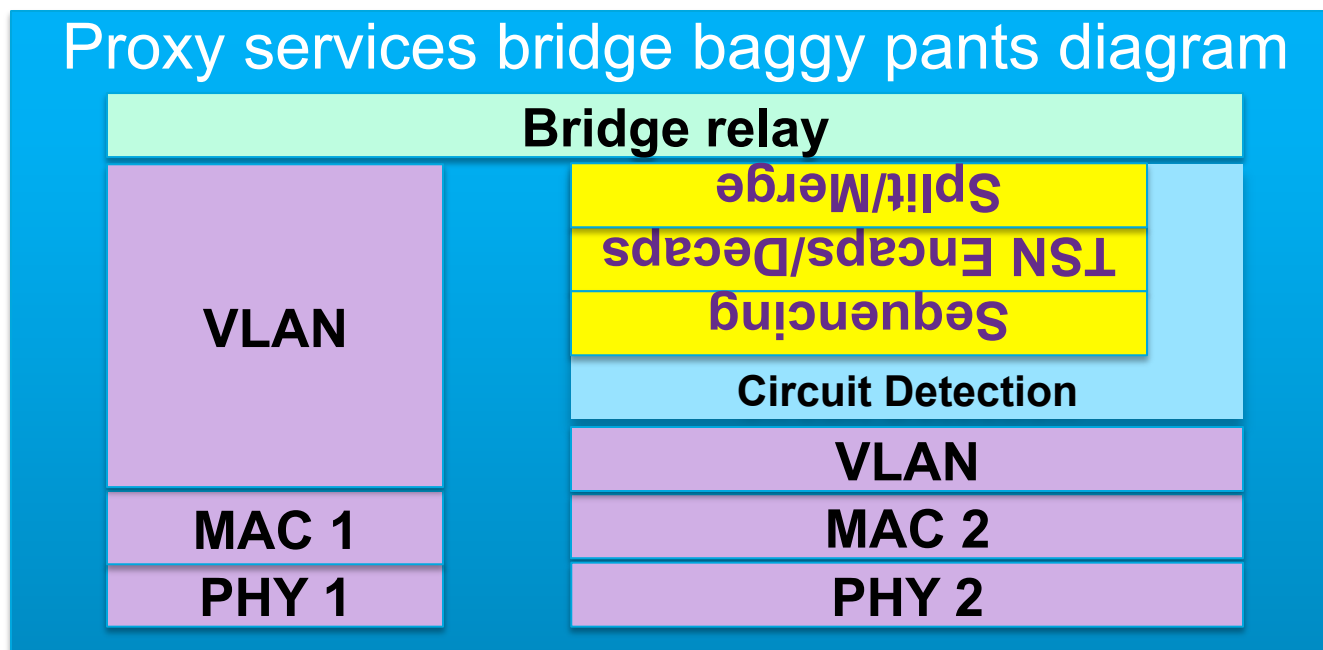 Proxy services bridge baggy pants diagram
Bridge relay
VLAN
MAC 1
PHY 1
Split/Merge
TSN Encaps/Decaps
Sequencing
Circuit Detection
VLAN
MAC 2
PHY 2